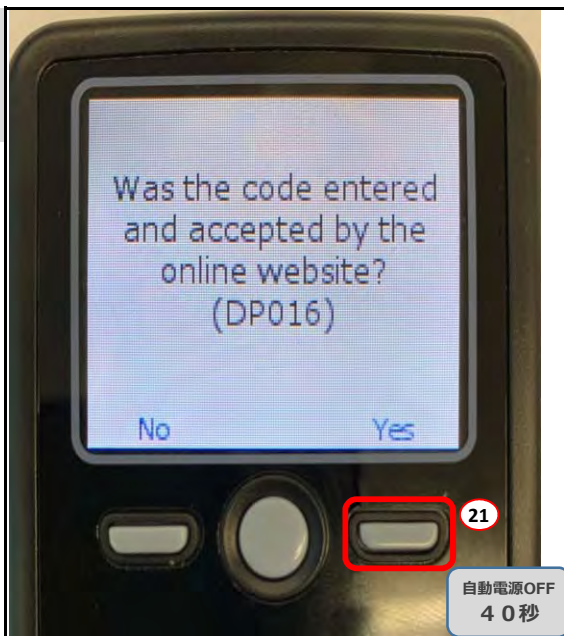 Was the code entered
and accepted by the
online website?
(DP016)
No Yes
21
自動電源OFF
40秒